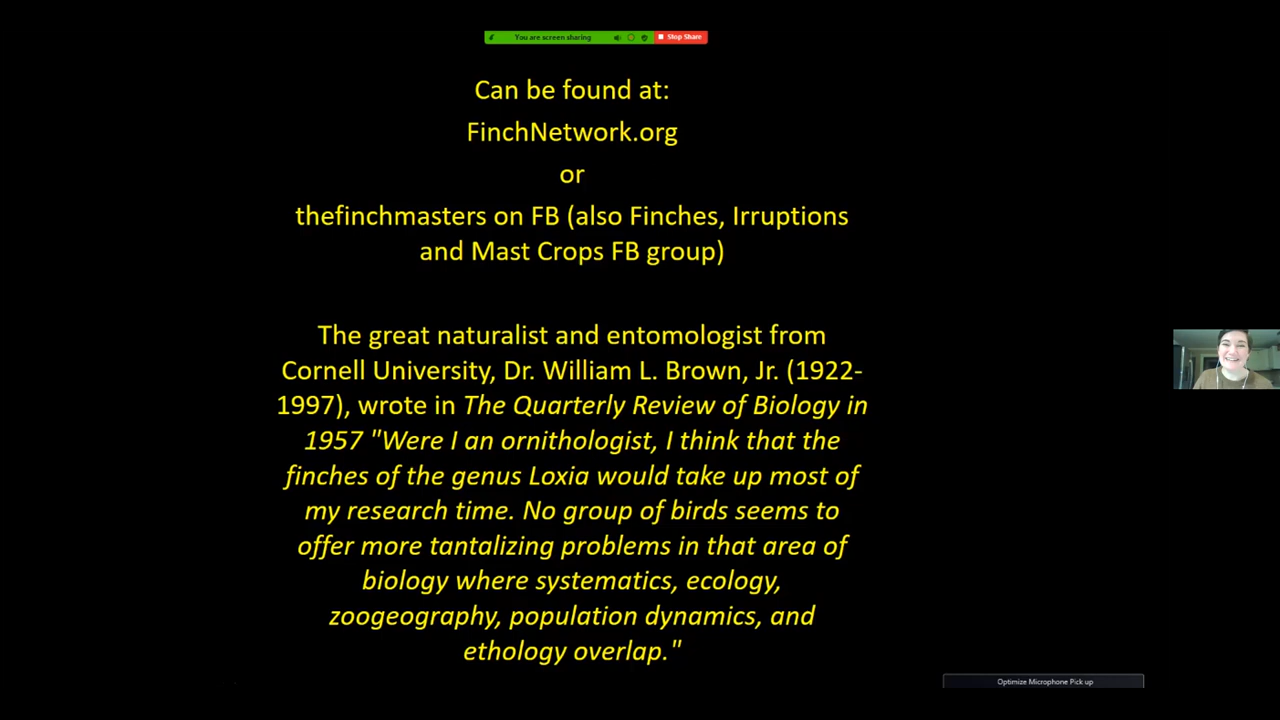 You are screen sharing
Stop Share
Can be found at:
FinchNetwork.org
or
thefinchmasters on FB (also Finches, Irruptions
and Mast Crops FB group)
The great naturalist and entomologist from
Cornell University, Dr. William L. Brown, Jr. (1922-
1997), wrote in The Quarterly Review of Biology in
1957 "Were I an ornithologist, I think that the
finches of the genus Loxia would take up most of
my research time. No group of birds seems to
offer more tantalizing problems in that area of
biology where systematics, ecology,
zoogeography, population dynamics, and
ethology overlap."
Optimize Microphone Pick up